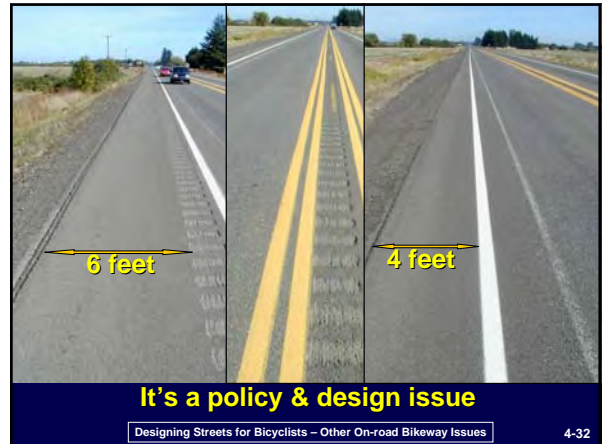 6 feet
4 feet
It's a policy & design issue
Designing Streets for Bicyclists – Other On-road Bikeway Issues
4-32